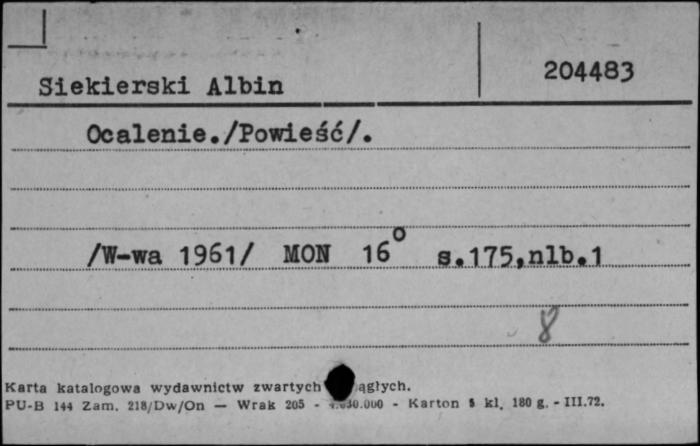 Siekierski Albin 204483
Ocalenie./Powieść/.
/W-wa 1961/ MON 16° s.175,nlb.1
8
Karta katalogowa wydawnictw zwartych
PU-B 144 Zam. 218/Dw/On — Wrak 205 - - Karton kl. 180 g. - III.72.